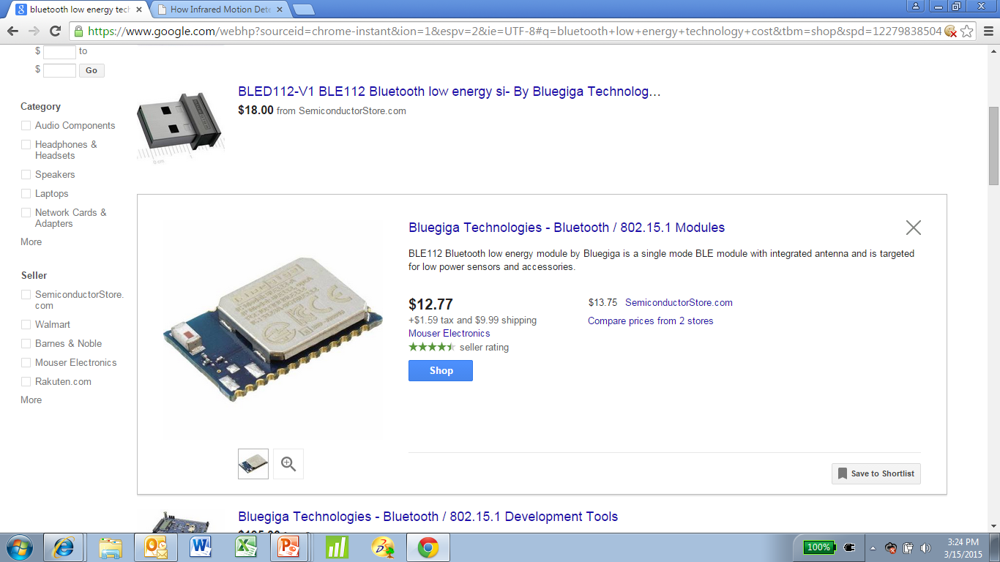 bluetooth low energy tech
How Infrared Motion Dete
https://www.google.com/webhp?sourceid=chrome-instant&ion=1&espv=2&ie=UTF-8#q=bluetooth+low+energy+technology+cost&tbm=shop&spd=12279838504
$ to
$ Go
Category
Audio Components
Headphones &
Headsets
Speakers
Laptops
Network Cards &
Adapters
More
Seller
SemiconductorStore.
com
Walmart
Barnes & Noble
Mouser Electronics
Rakuten.com
More
BLED112-V1 BLE112 Bluetooth low energy si- By Bluegiga Technolog…
$18.00 from SemiconductorStore.com
Bluegiga Technologies - Bluetooth / 802.15.1 Modules
BLE112 Bluetooth low energy module by Bluegiga is a single mode BLE module with integrated antenna and is targeted
for low power sensors and accessories.
$12.77
+$1.59 tax and $9.99 shipping
Mouser Electronics
seller rating
Shop
$13.75 SemiconductorStore.com
Compare prices from 2 stores
Save to Shortlist
Bluegiga Technologies - Bluetooth / 802.15.1 Development Tools
100%
3:24 PM
3/15/2015